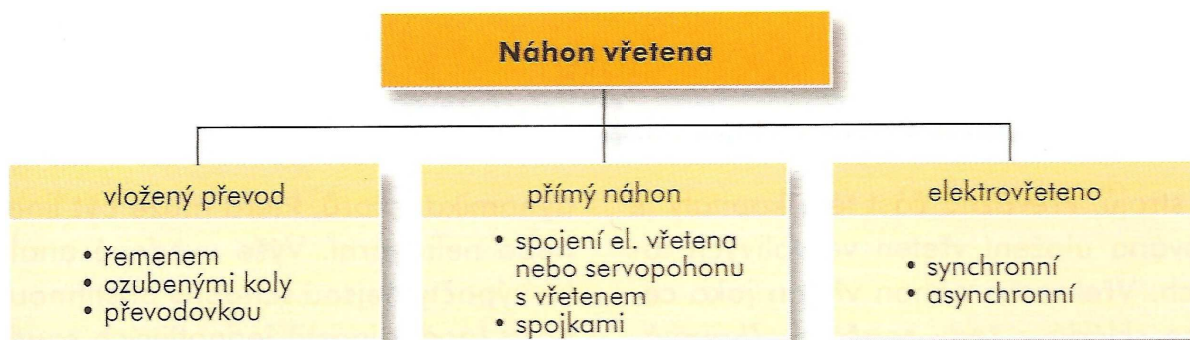 Náhon vřetena
vložený převod
• řemenem
• ozubenými koly
• převodovkou
přímý náhon
• spojení el. vřetena
nebo servopohonu
s vřetenem
• spojkami
elektrovřeteno
• synchronní
• asynchronní